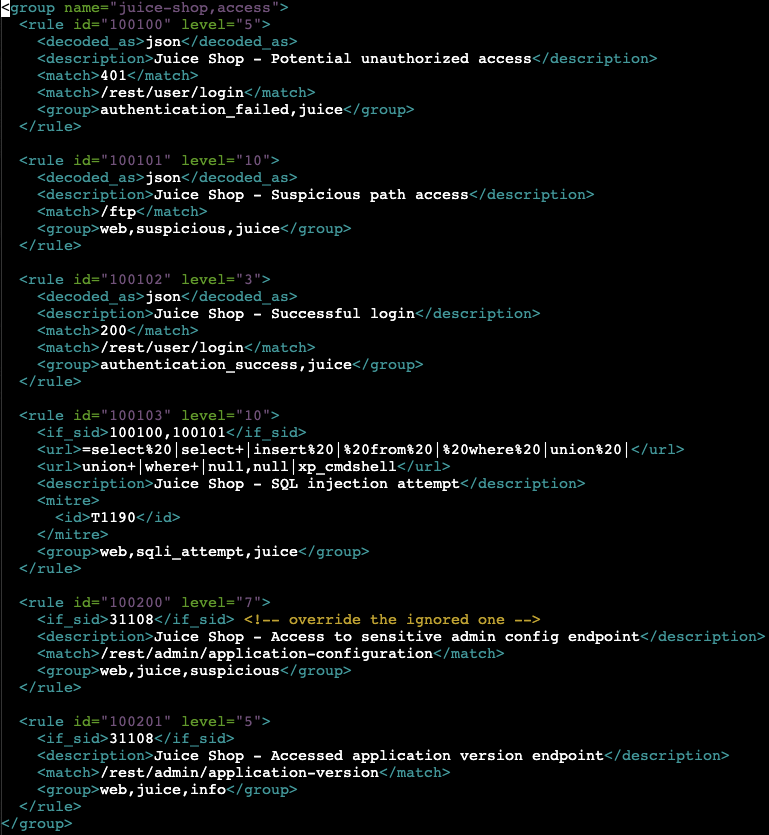 <group name="juice-shop,access">
  <rule id="100100" level="5">
    <decoded_as>json</decoded_as>
    <description>Juice Shop - Potential unauthorized access</description>
    <match>401</match>
    <match>/rest/user/login</match>
    <group>authentication_failed,juice</group>
  </rule>

  <rule id="100101" level="10">
    <decoded_as>json</decoded_as>
    <description>Juice Shop - Suspicious path access</description>
    <match>/ftp</match>
    <group>web,suspicious,juice</group>
  </rule>

  <rule id="100102" level="3">
    <decoded_as>json</decoded_as>
    <description>Juice Shop - Successful login</description>
    <match>200</match>
    <match>/rest/user/login</match>
    <group>authentication_success,juice</group>
  </rule>

  <rule id="100103" level="10">
    <if_sid>100100,100101</if_sid>
    <url>=select%20|select+|insert%20|%20from%20|%20where%20|union%20|</url>
    <url>union+|where+|null,null|xp_cmdshell</url>
    <description>Juice Shop - SQL injection attempt</description>
    <mitre>
      <id>T1190</id>
    </mitre>
    <group>web,sqli_attempt,juice</group>
  </rule>

  <rule id="100200" level="7">
    <if_sid>31108</if_sid> <!-- override the ignored one -->
    <description>Juice Shop - Access to sensitive admin config endpoint</description>
    <match>/rest/admin/application-configuration</match>
    <group>web,juice,suspicious</group>
  </rule>

  <rule id="100201" level="5">
    <if_sid>31108</if_sid>
    <description>Juice Shop - Accessed application version endpoint</description>
    <match>/rest/admin/application-version</match>
    <group>web,juice,info</group>
  </rule>
</group>